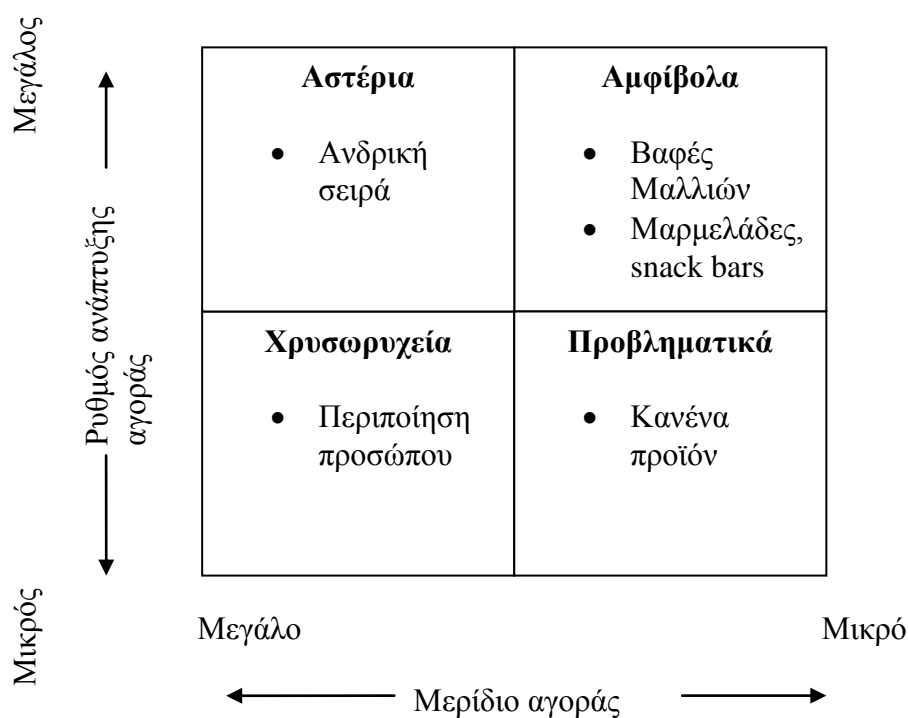 Μεγάλος
Ρυθμός ανάπτυξης
αγοράς
Μικρός
Αστέρια
• Ανδρική
σειρά
Αμφίβολα
• Βαφές
Μαλλιών
• Μαρμελάδες,
snack bars
Χρυσωρυχεία
• Περιποίηση
προσώπου
Προβληματικά
• Κανένα
προϊόν
Μεγάλο
Μικρό
Μερίδιο αγοράς